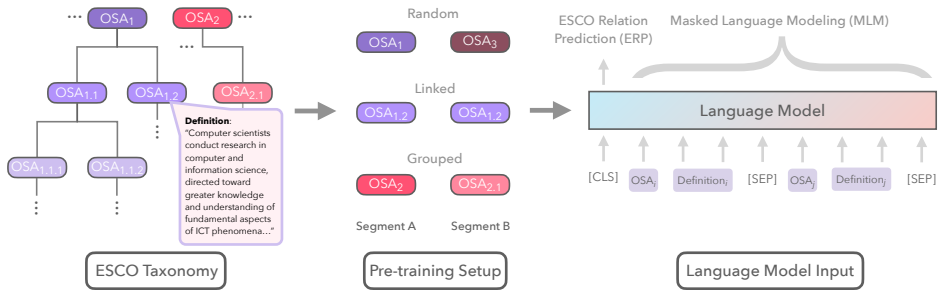 ... OSA1 OSA2 ...
OSA1.1 OSA1.2 OSA2.1
OSA1.1.1 OSA1.1.2
Definition:
"Computer scientists
conduct research in
computer and
information science,
directed toward
greater knowledge
and understanding of
fundamental aspects
of ICT phenomena..."
ESCO Taxonomy
Random
OSA1 OSA3
Linked
OSA1.2 OSA1.2
Grouped
OSA2 OSA2.1
Segment A Segment B
Pre-training Setup
ESCO Relation
Prediction (ERP)
Masked Language Modeling (MLM)
Language Model
[CLS] OSAi Definitioni [SEP] OSAj Definitionj [SEP]
Language Model Input